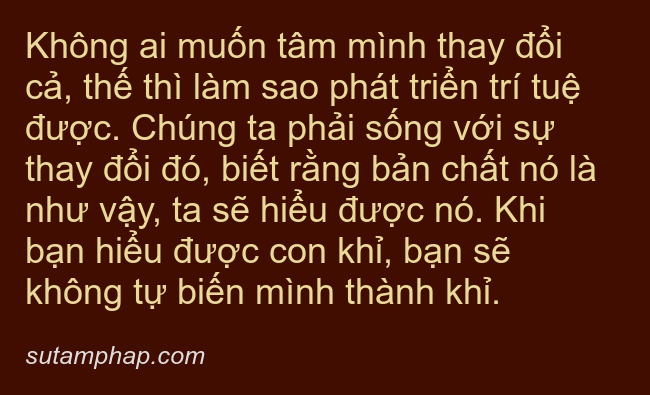 Không ai muốn tâm mình thay đổi
cả, thế thì làm sao phát triển trí tuệ
được. Chúng ta phải sống với sự
thay đổi đó, biết rằng bản chất nó là
như vậy, ta sẽ hiểu được nó. Khi
bạn hiểu được con khỉ, bạn sẽ
không tự biến mình thành khỉ.
sutamphap.com